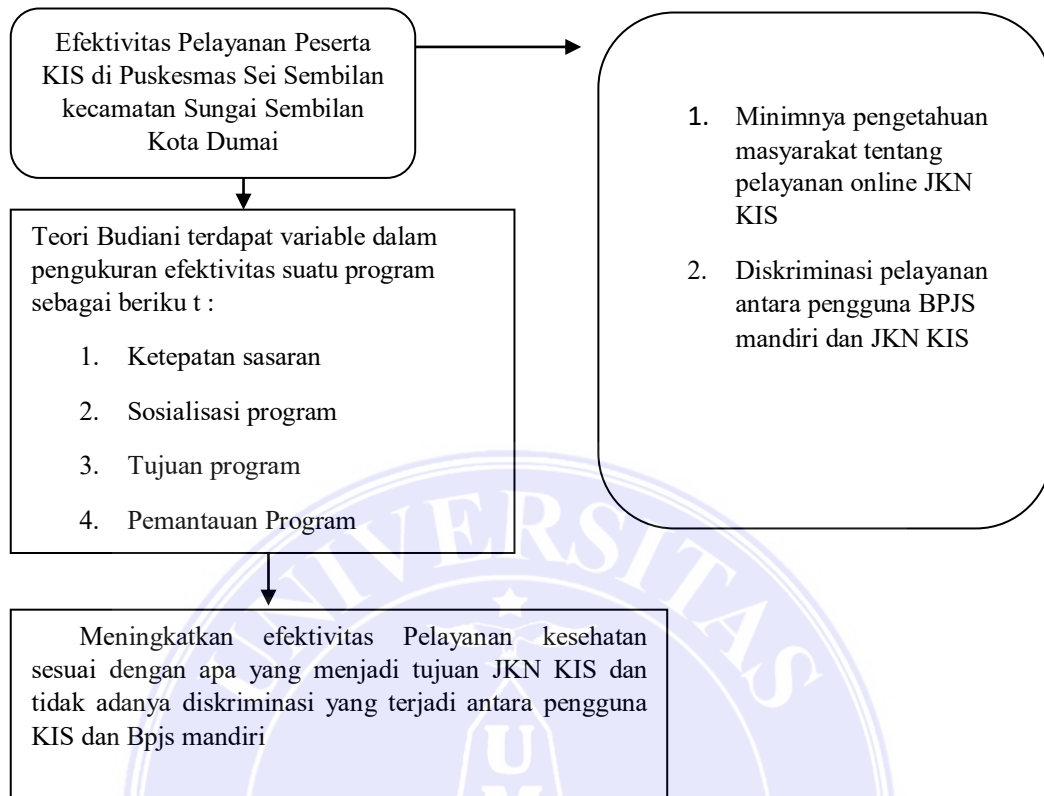 Efektivitas Pelayanan Peserta
KIS di Puskesmas Sei Sembilan
kecamatan Sungai Sembilan
Kota Dumai
1. Minimnya pengetahuan
masyarakat tentang
pelayanan online JKN
KIS
2. Diskriminasi pelayanan
antara pengguna BPJS
mandiri dan JKN KIS
Teori Budiani terdapat variable dalam
pengukuran efektivitas suatu program
sebagai beriku t :
1. Ketepatan sasaran
2. Sosialisasi program
3. Tujuan program
4. Pemantauan Program
Meningkatkan efektivitas Pelayanan kesehatan
sesuai dengan apa yang menjadi tujuan JKN KIS dan
tidak adanya diskriminasi yang terjadi antara pengguna
KIS dan Bpjs mandiri
UNIVERSITAS
U